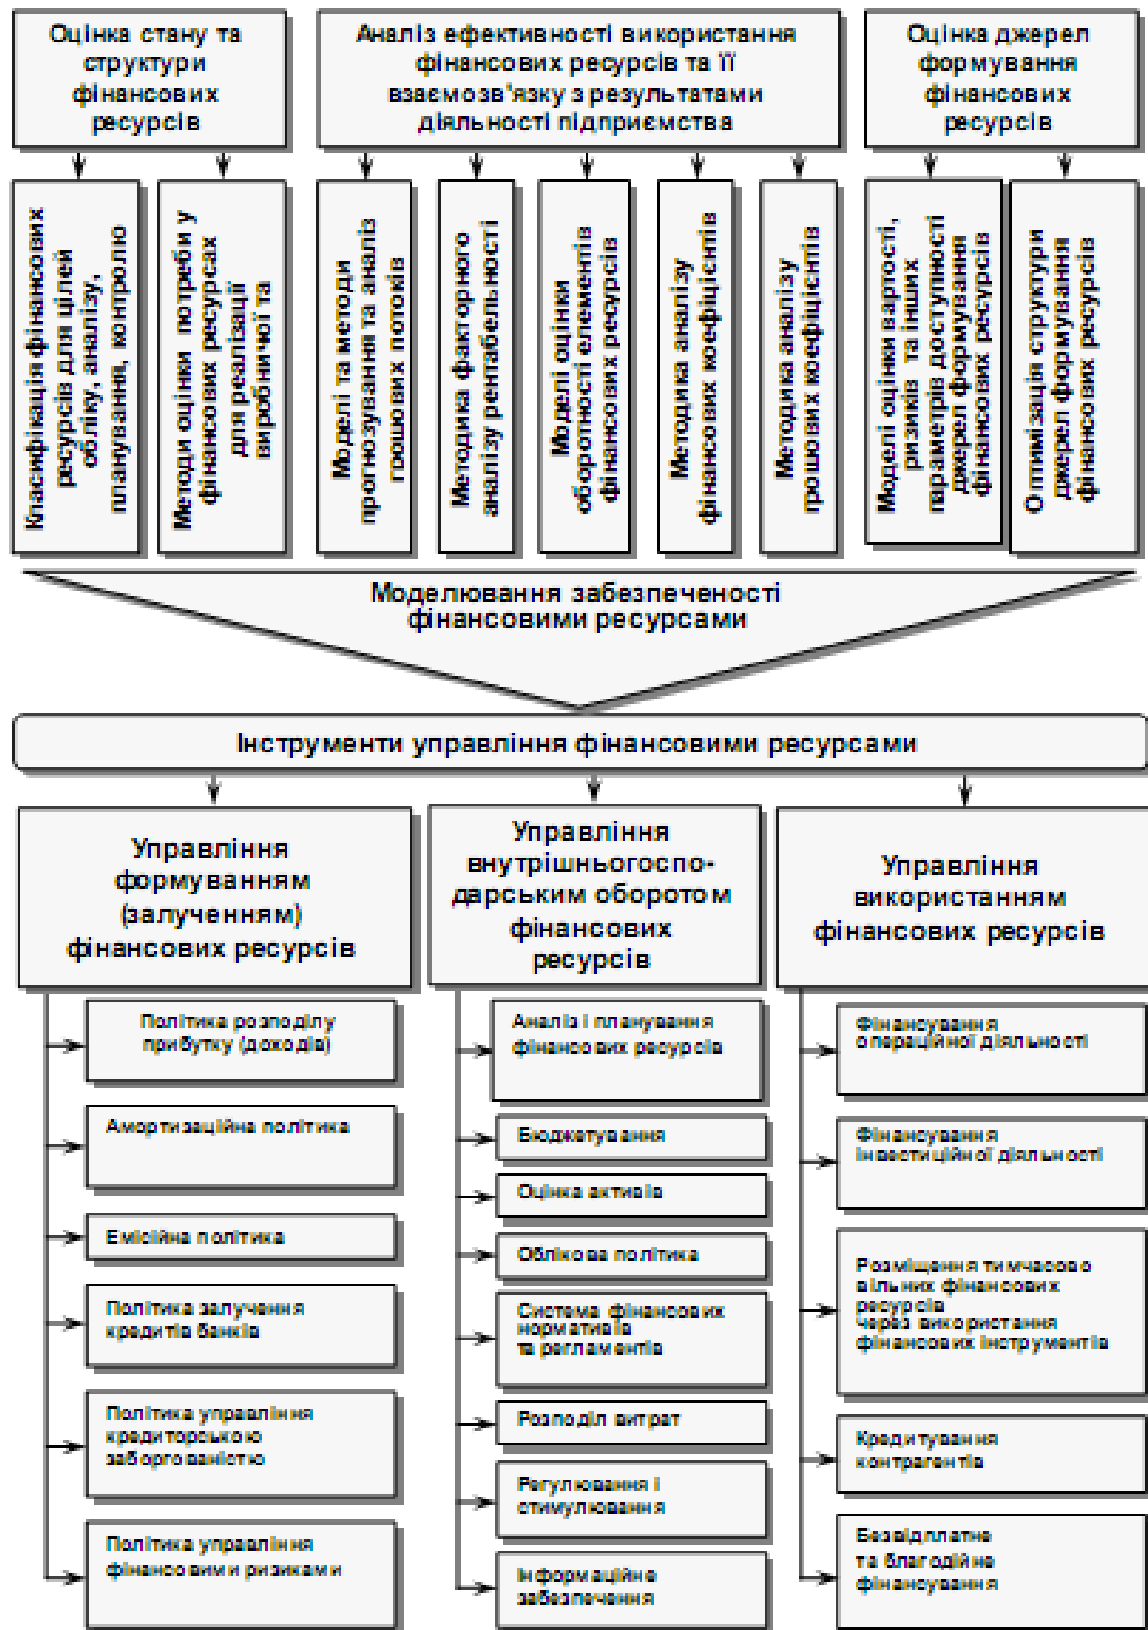 Оцінка стану та
структури
фінансових
ресурсів
Аналіз ефективності використання
фінансових ресурсів та її
взаємозв'язку з результатами
діяльності підприємства
Оцінка джерел
формування
фінансових
ресурсів
Класифікація фінансових
ресурсів для цілей
обліку, аналізу,
планування, контролю
Методи оцінки потреби у
фінансових ресурсах
для реалізації
виробничої та
Моделі та методи
прогнозування та аналіз
грошових потоків
Методика факторного
аналізу рентабельності
Моделі оцінки
оборотності елементів
фінансових ресурсів
Методика аналізу
фінансових коефіцієнтів
Методика аналізу
грошових коефіцієнтів
Моделі оцінки вартості,
ризиків та інших
параметрів доступності
джерел формування
фінансових ресурсів
Оптимізація структури
джерел формування
фінансових ресурсів
Моделювання забезпеченості
фінансовими ресурсами
Інструменти управління фінансовими ресурсами
Управління
формуванням
(залученням)
фінансових ресурсів
Політика розподілу
прибутку (доходів)
Амортизаційна політика
Емісійна політика
Політика залучення
кредитів банків
Політика управління
кредиторською
заборгованістю
Політика управління
фінансовими ризиками
Управління
внутрішньогоспо-
дарським оборотом
фінансових
ресурсів
Аналіз і планування
фінансових ресурсів
Бюджетування
Оцінка активів
Облікова політика
Система фінансових
нормативів
та регламентів
Розподіл витрат
Регулювання і
стимулювання
Інформаційне
забезпечення
Управління
використанням
фінансових ресурсів
Фінансування
операційної діяльності
Фінансування
інвестиційної діяльності
Розміщення тимчасово
вільних фінансових
ресурсів
через використання
фінансових інструментів
Кредитування
контрагентів
Безвідплатне
та благодійне
фінансування